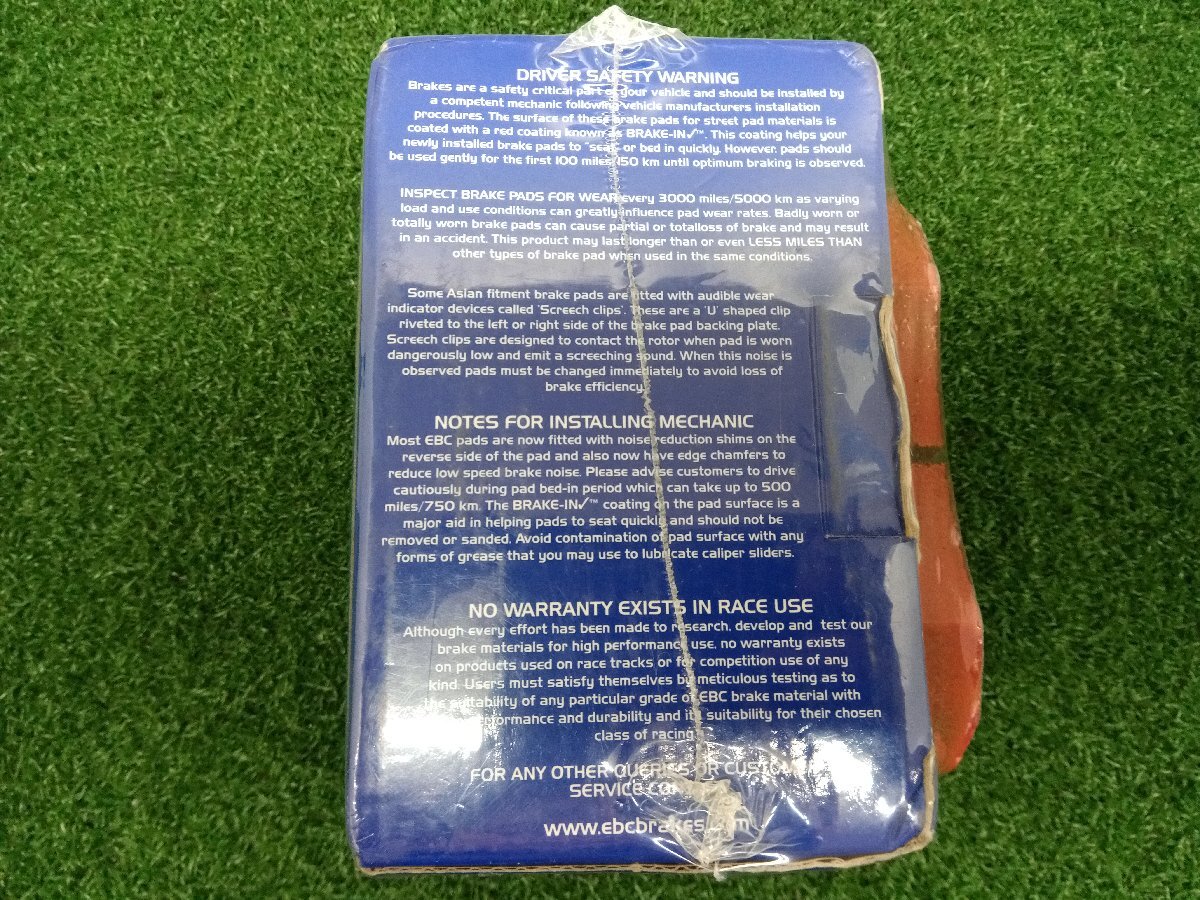 DRIVER SAFETY WARNING
Brakes are a safety critical part of your vehicle and should be installed by
a competent mechanic following vehicle manufacturers installation
procedures. The surface of these brake pads for street pad materials is
coated with a red coating known as BRAKE-IN✓™. This coating helps your
newly installed brake pads to "seat" or bed in quickly. However, pads should
be used gently for the first 100 miles/150 km until optimum braking is observed.
INSPECT BRAKE PADS FOR WEAR every 3000 miles/5000 km as varying
load and use conditions can greatly influence pad wear rates. Badly worn or
totally worn brake pads can cause partial or totalloss of brake and may result
in an accident. This product may last longer than or even LESS MILES THAN
other types of brake pad when used in the same conditions.
Some Asian fitment brake pads are fitted with audible wear
indicator devices called 'Screech clips'. These are a 'U' shaped clip
riveted to the left or right side of the brake pad backing plate.
Screech clips are designed to contact the rotor when pad is worn
dangerously low and emit a screeching sound. When this noise is
observed pads must be changed immediately to avoid loss of
brake efficiency.
NOTES FOR INSTALLING MECHANIC
Most EBC pads are now fitted with noise reduction shims on the
reverse side of the pad and also now have edge chamfers to
reduce low speed brake noise. Please advise customers to drive
cautiously during pad bed-in period which can take up to 500
miles/750 km. The BRAKE-IN✓™ coating on the pad surface is a
major aid in helping pads to seat quickly and should not be
removed or sanded. Avoid contamination of pad surface with any
forms of grease that you may use to lubricate caliper sliders.
NO WARRANTY EXISTS IN RACE USE
Although every effort has been made to research, develop and test our
brake materials for high performance use, no warranty exists
on products used on race tracks or for competition use of any
kind. Users must satisfy themselves by meticulous testing as to
the suitability of any particular grade of EBC brake material with
performance and durability and its suitability for their chosen
class of racing.
FOR ANY OTHER QUERIES OR CUSTOMER
SERVICE
www.ebcbrakes.com